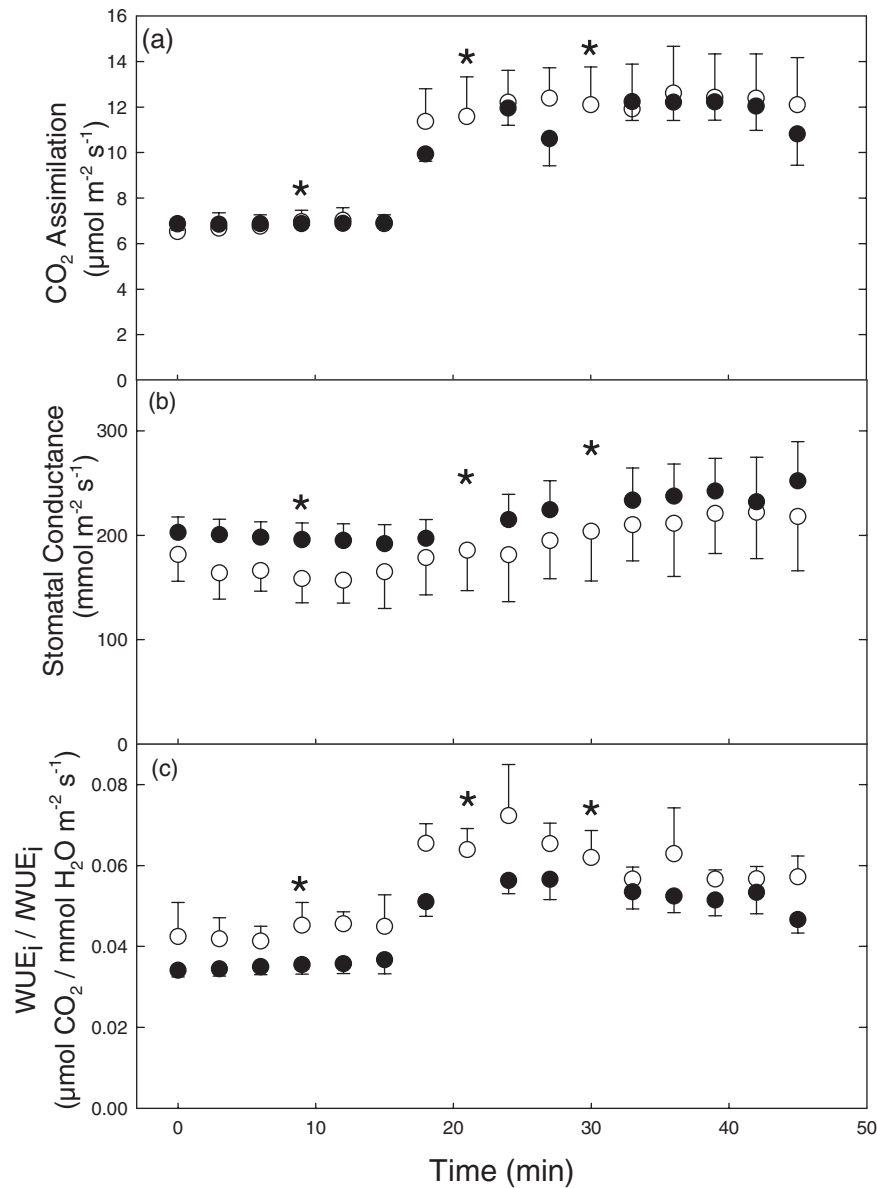 (a)
*
*
*
16
14
12
10
8
6
4
2
0
CO₂ Assimilation
(µmol m⁻² s⁻¹)
(b)
*
*
*
300
200
100
0
Stomatal Conductance
(mmol m⁻² s⁻¹)
(c)
*
*
*
0.08
0.06
0.04
0.02
0.00
WUEi / IWUEi
(µmol CO₂ / mmol H₂O m⁻² s⁻¹)
0 10 20 30 40 50
Time (min)